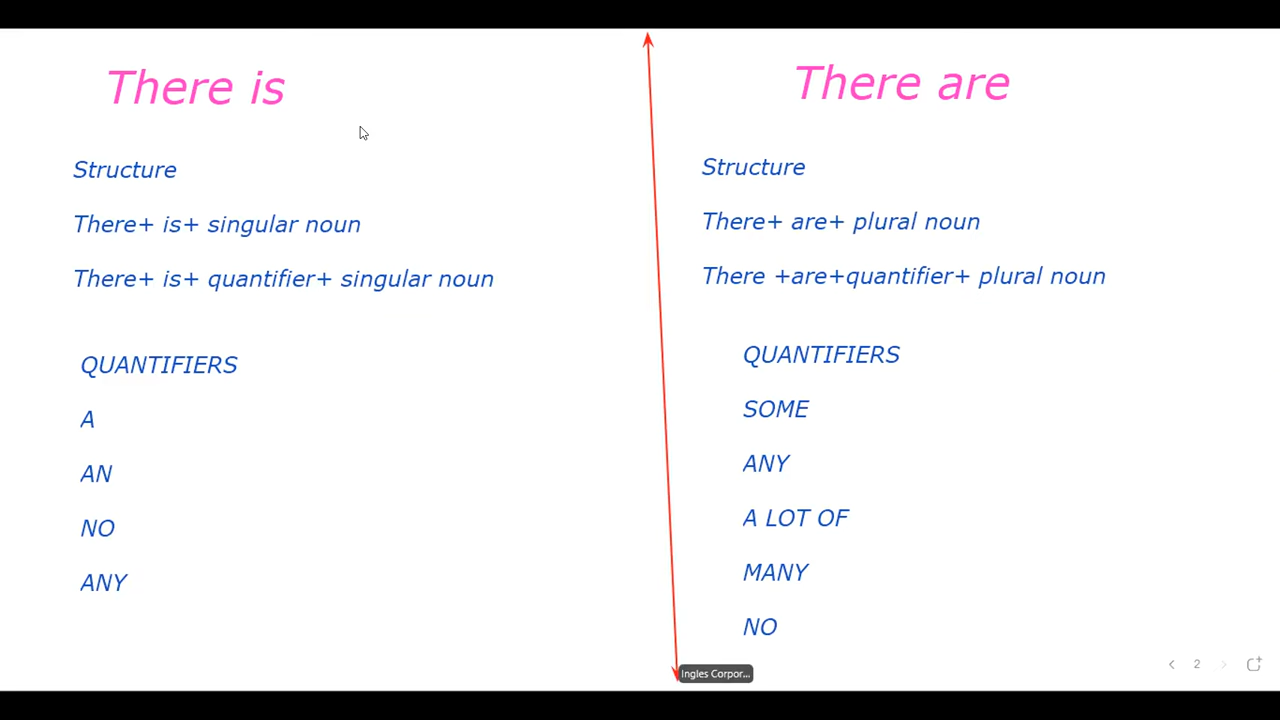 There is
Structure
There+ is+ singular noun
There+ is+ quantifier+ singular noun
QUANTIFIERS
A
AN
NO
ANY
There are
Structure
There+ are+ plural noun
There +are+quantifier+ plural noun
QUANTIFIERS
SOME
ANY
A LOT OF
MANY
NO
Ingles Corpor...
2